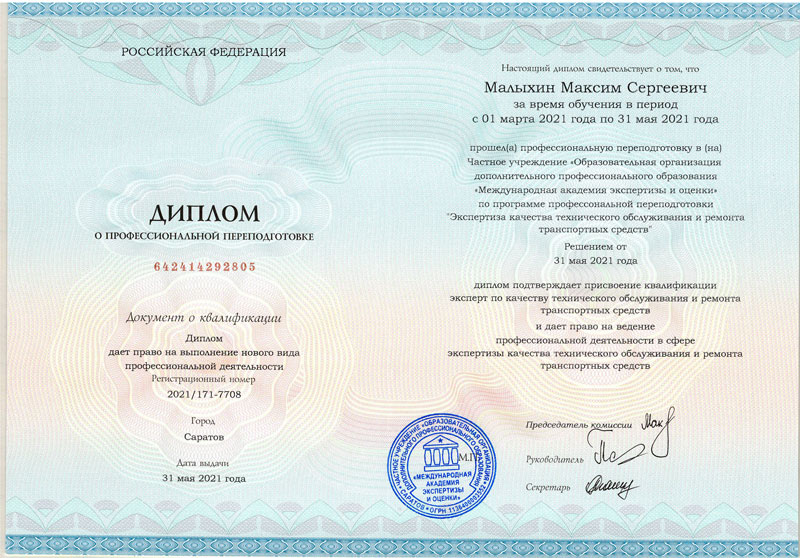 РОССИЙСКАЯ ФЕДЕРАЦИЯ
ДИПЛОМ
О ПРОФЕССИОНАЛЬНОЙ ПЕРЕПОДГОТОВКЕ
642414292805
Документ о квалификации
Диплом
дает право на выполнение нового вида
профессиональной деятельности
Регистрационный номер
2021/171-7708
Город
Саратов
Дата выдачи
31 мая 2021 года
Настоящий диплом свидетельствует о том, что
Малыхин Максим Сергеевич
за время обучения в период
с 01 марта 2021 года по 31 мая 2021 года
прошел(а) профессиональную переподготовку в (на)
Частное учреждение «Образовательная организация
дополнительного профессионального образования
«Международная академия экспертизы и оценки»
по программе профессиональной переподготовки
"Экспертиза качества технического обслуживания и ремонта
транспортных средств"
Решением от
31 мая 2021 года
диплом подтверждает присвоение квалификации
эксперт по качеству технического обслуживания и ремонта
транспортных средств
и дает право на ведение
профессиональной деятельности в сфере
экспертизы качества технического обслуживания и ремонта
транспортных средств
Председатель комиссии
Руководитель
Секретарь
ЧАСТНОЕ УЧРЕЖДЕНИЕ «ОБРАЗОВАТЕЛЬНАЯ ОРГАНИЗАЦИЯ
ДОПОЛНИТЕЛЬНОГО ПРОФЕССИОНАЛЬНОГО ОБРАЗОВАНИЯ
«МЕЖДУНАРОДНАЯ
АКАДЕМИЯ
ЭКСПЕРТИЗЫ
И ОЦЕНКИ»
САРАТОВ • ОГРН